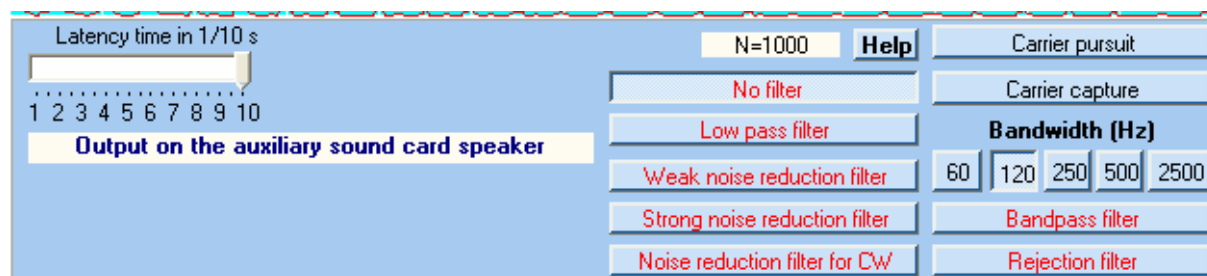 Latency time in 1/10 s
1 2 3 4 5 6 7 8 9 10
Output on the auxiliary sound card speaker
N=1000 Help
No filter
Low pass filter
Weak noise reduction filter
Strong noise reduction filter
Noise reduction filter for CW
Carrier pursuit
Carrier capture
Bandwidth (Hz)
60 120 250 500 2500
Bandpass filter
Rejection filter